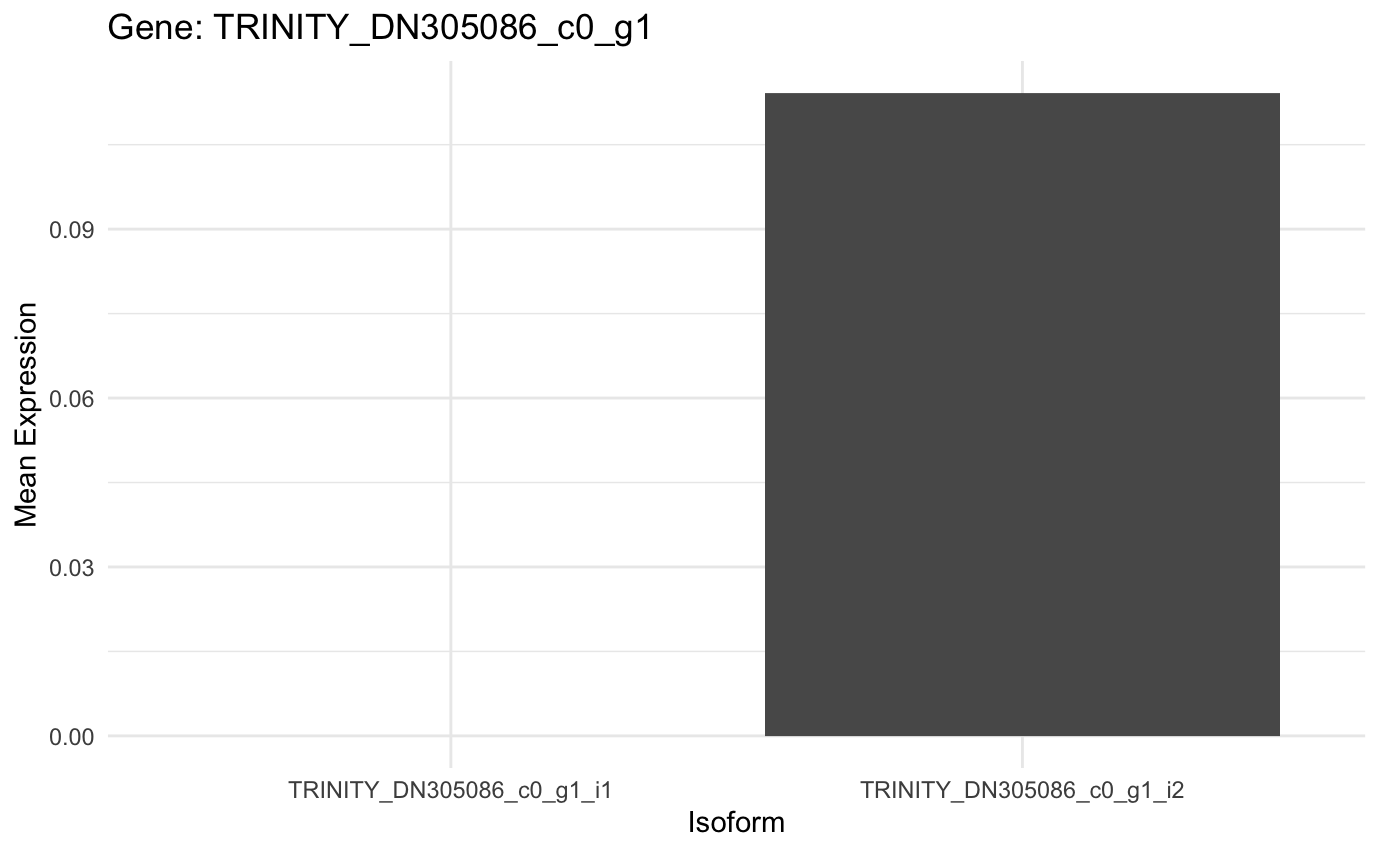 Gene: TRINITY_DN305086_c0_g1
Mean Expression
0.09
0.06
0.03
0.00
TRINITY_DN305086_c0_g1_i1
TRINITY_DN305086_c0_g1_i2
Isoform